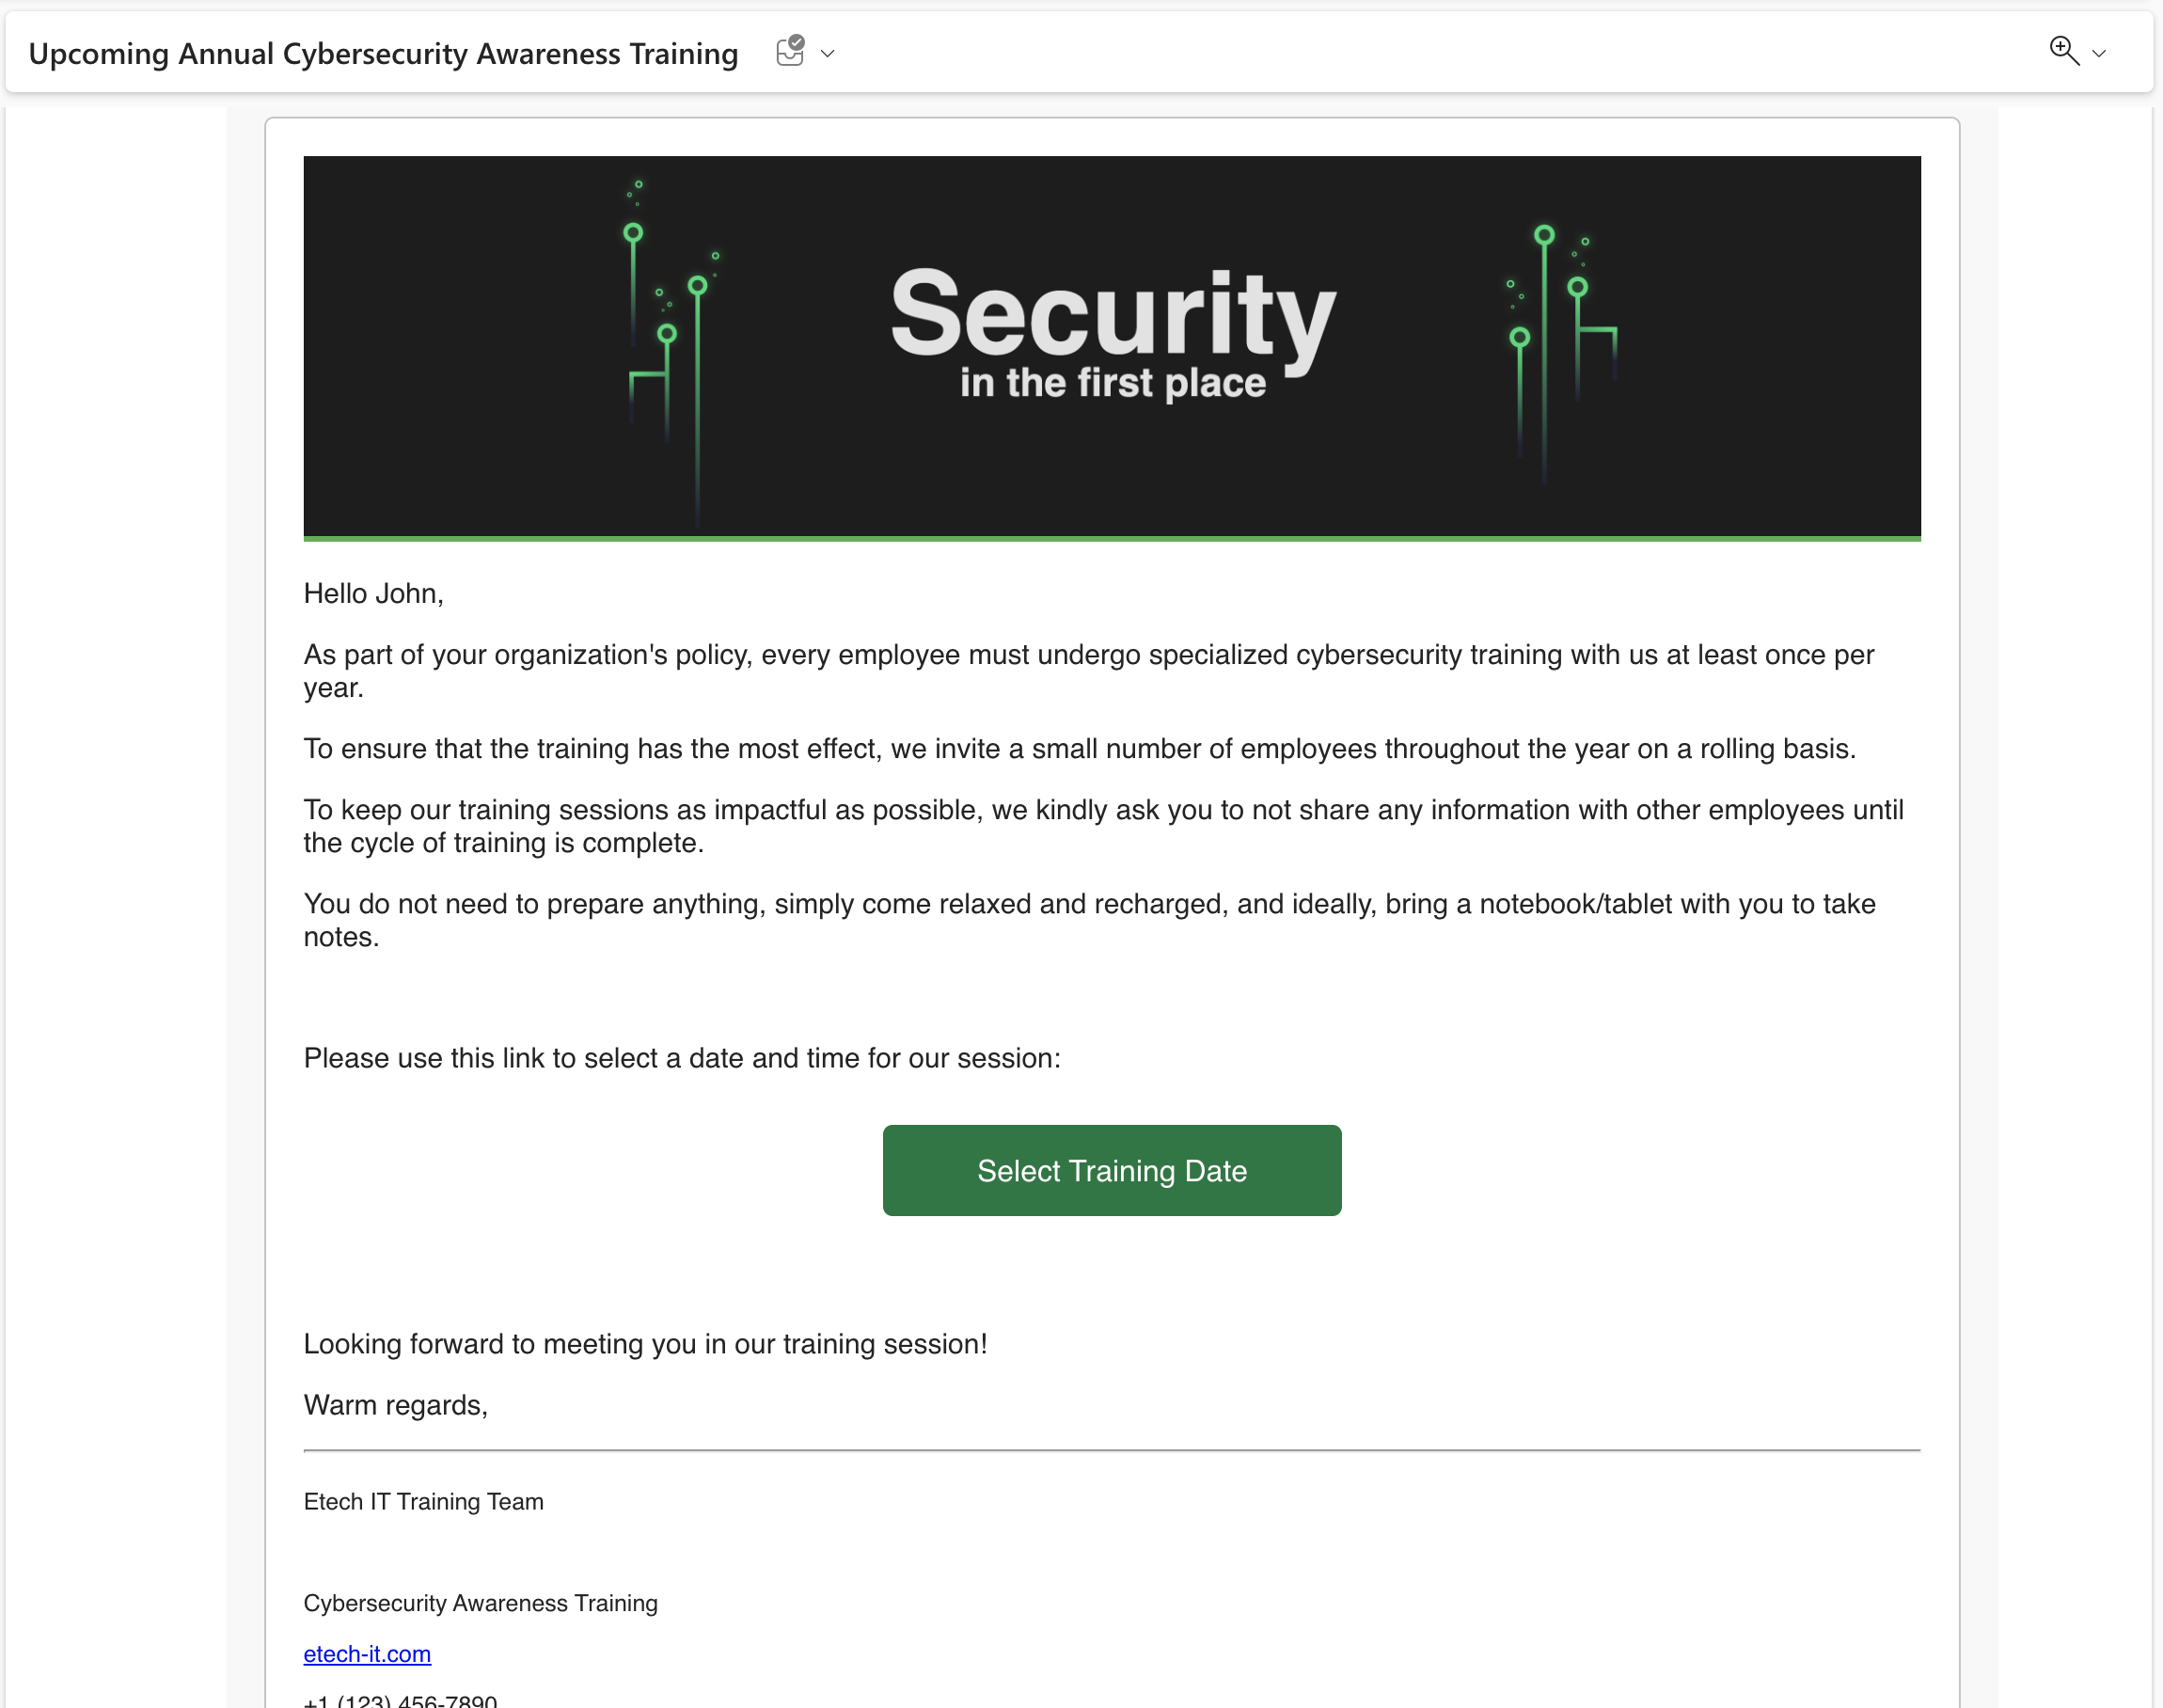 Upcoming Annual Cybersecurity Awareness Training
Security
in the first place
Hello John,
As part of your organization's policy, every employee must undergo specialized cybersecurity training with us at least once per
year.
To ensure that the training has the most effect, we invite a small number of employees throughout the year on a rolling basis.
To keep our training sessions as impactful as possible, we kindly ask you to not share any information with other employees until
the cycle of training is complete.
You do not need to prepare anything, simply come relaxed and recharged, and ideally, bring a notebook/tablet with you to take
notes.
Please use this link to select a date and time for our session:
Select Training Date
Looking forward to meeting you in our training session!
Warm regards,
Etech IT Training Team
Cybersecurity Awareness Training
etech-it.com
+1 (123) 456-7890